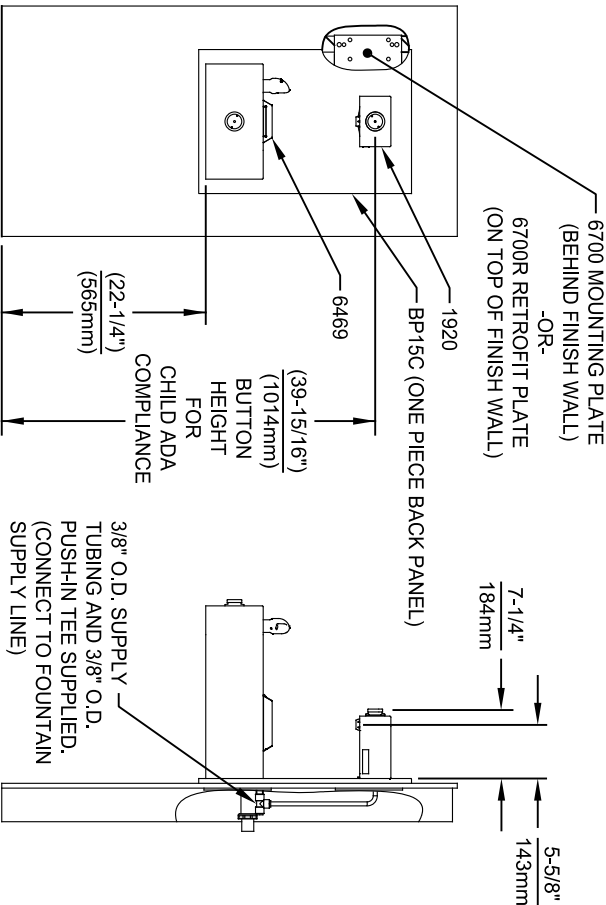 6700 MOUNTING PLATE
(BEHIND FINISH WALL)
-OR-
6700R RETROFIT PLATE
(ON TOP OF FINISH WALL)
1920
BP15C (ONE PIECE BACK PANEL)
6469
(22-1/4")
(565mm)
(39-15/16")
(1014mm)
BUTTON
HEIGHT
FOR
CHILD ADA
COMPLIANCE
7-1/4"
184mm
5-5/8"
143mm
3/8" O.D. SUPPLY
TUBING AND 3/8" O.D.
PUSH-IN TEE SUPPLIED.
(CONNECT TO FOUNTAIN
SUPPLY LINE)